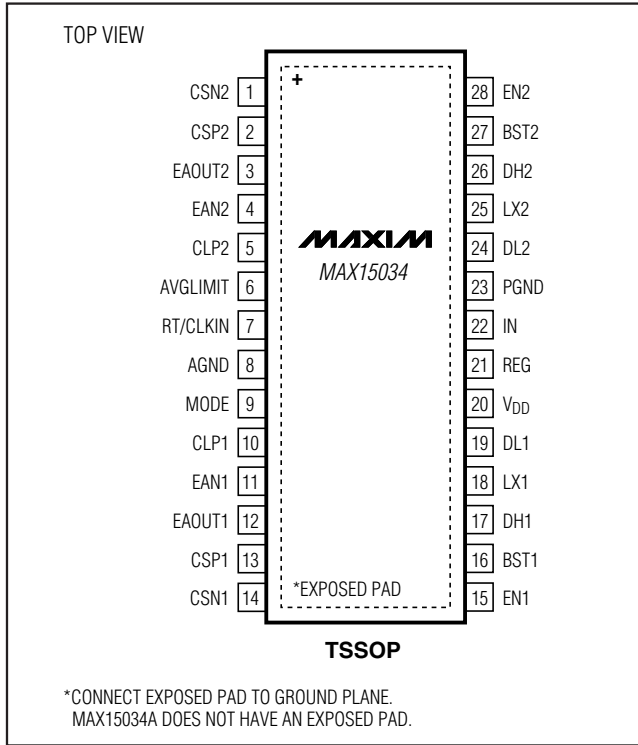 TOP VIEW
+
CSN2 1
CSP2 2
EAOUT2 3
EAN2 4
CLP2 5
AVGLIMIT 6
RT/CLKIN 7
AGND 8
MODE 9
CLP1 10
EAN1 11
EAOUT1 12
CSP1 13
CSN1 14
MAXIM
MAX15034
28 EN2
27 BST2
26 DH2
25 LX2
24 DL2
23 PGND
22 IN
21 REG
20 VDD
19 DL1
18 LX1
17 DH1
16 BST1
15 EN1
*EXPOSED PAD
TSSOP
*CONNECT EXPOSED PAD TO GROUND PLANE.
MAX15034A DOES NOT HAVE AN EXPOSED PAD.